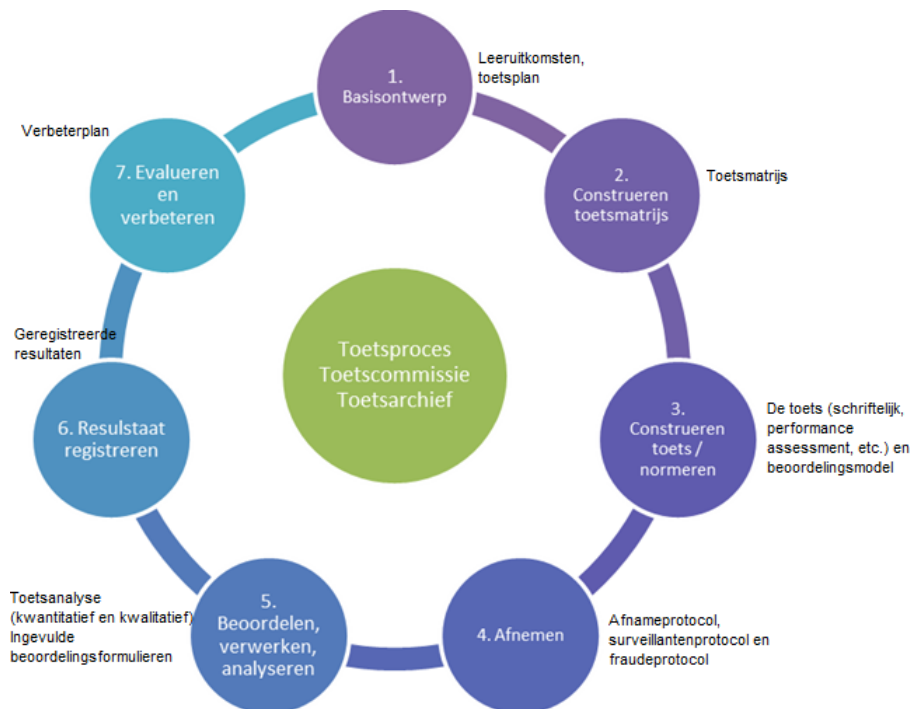 1.
Basisontwerp
Leeruitkomsten,
toetsplan
2.
Construeren
toetsmatrijs
Toetsmatrijs
3.
Construeren
toets /
normeren
De toets (schriftelijk,
performance
assessment, etc.) en
beoordelingsmodel
4. Afnemen
Afnameprotocol,
surveillantenprotocol en
fraudeprotocol
5.
Beoordelen,
verwerken,
analyseren
Toetsanalyse
(kwantitatief en kwalitatief)
Ingevulde
beoordelingsformulieren
6. Resulstaat
registreren
Geregistreerde
resultaten
7. Evalueren
en
verbeteren
Verbeterplan
Toetsproces
Toetscommissie
Toetsarchief